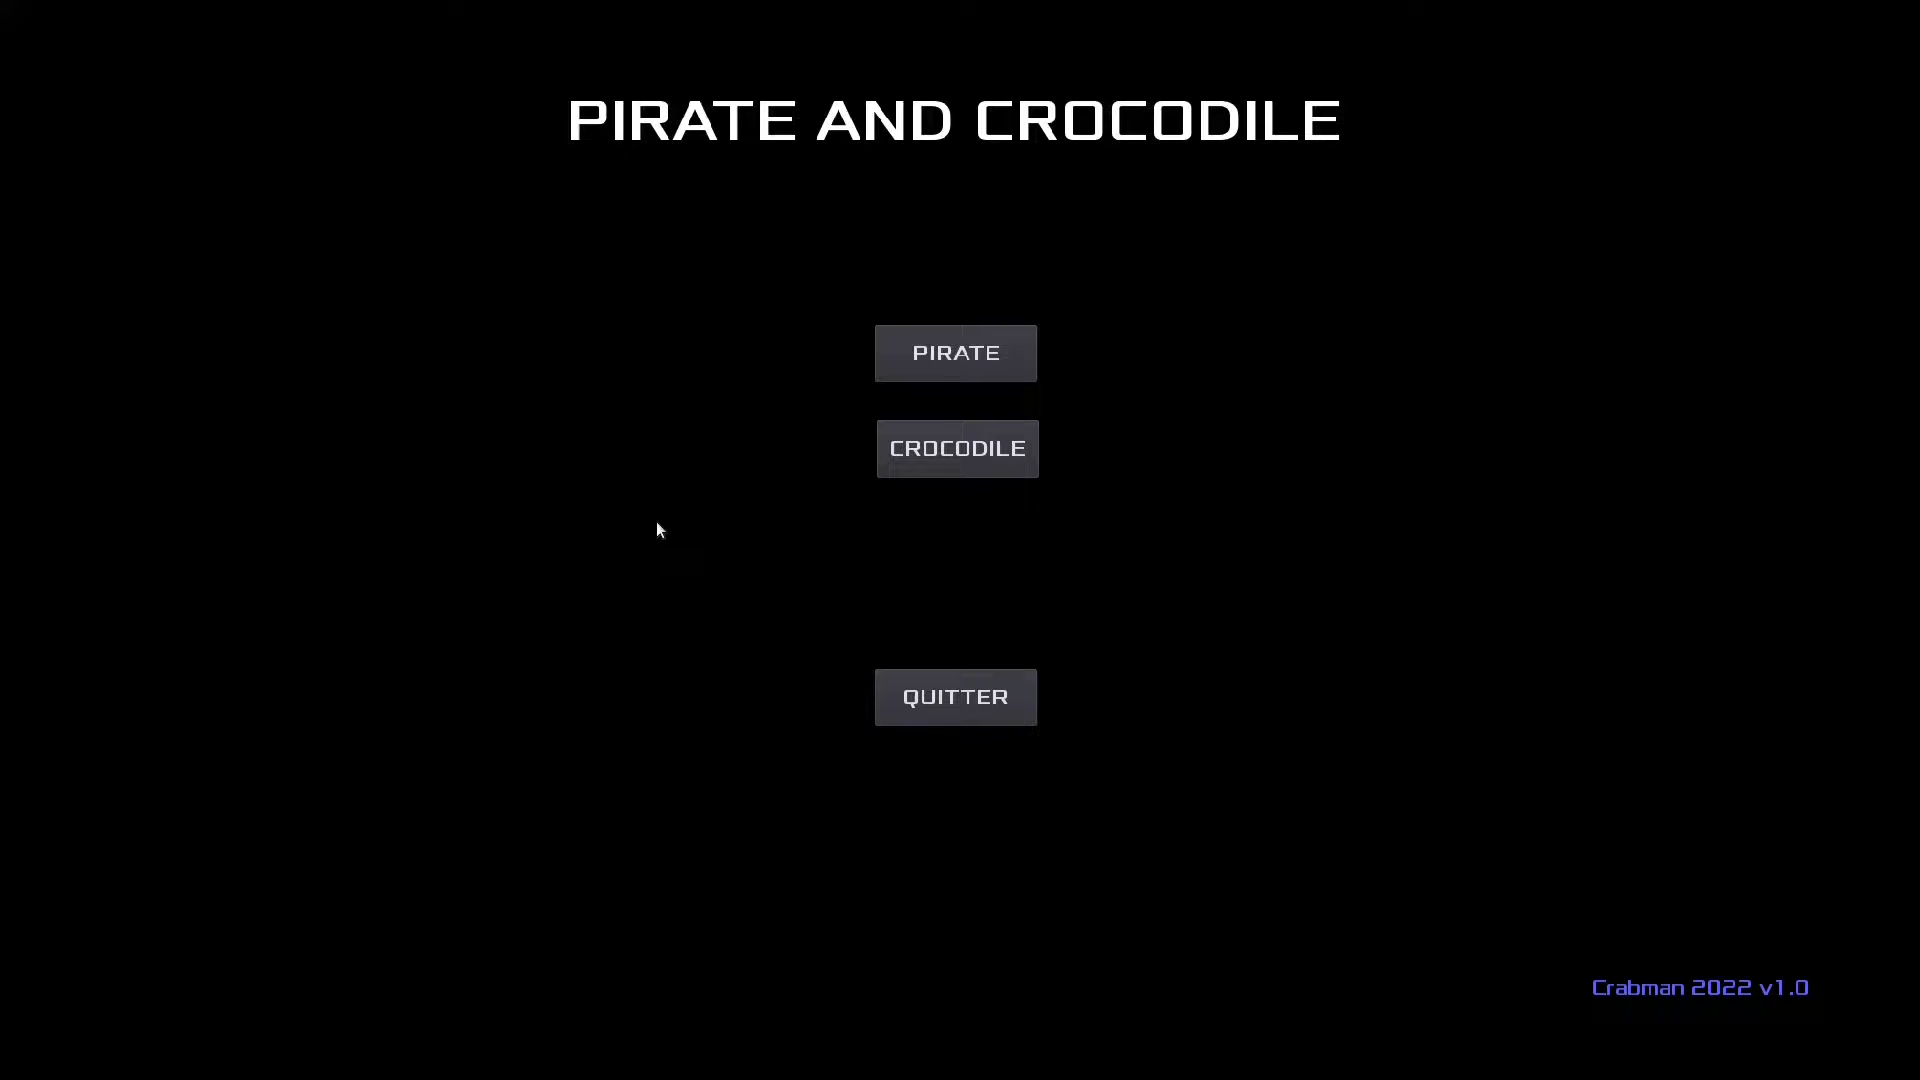 PIRATE AND CROCODILE
PIRATE
CROCODILE
QUITTER
Crabman 2022 v1.0